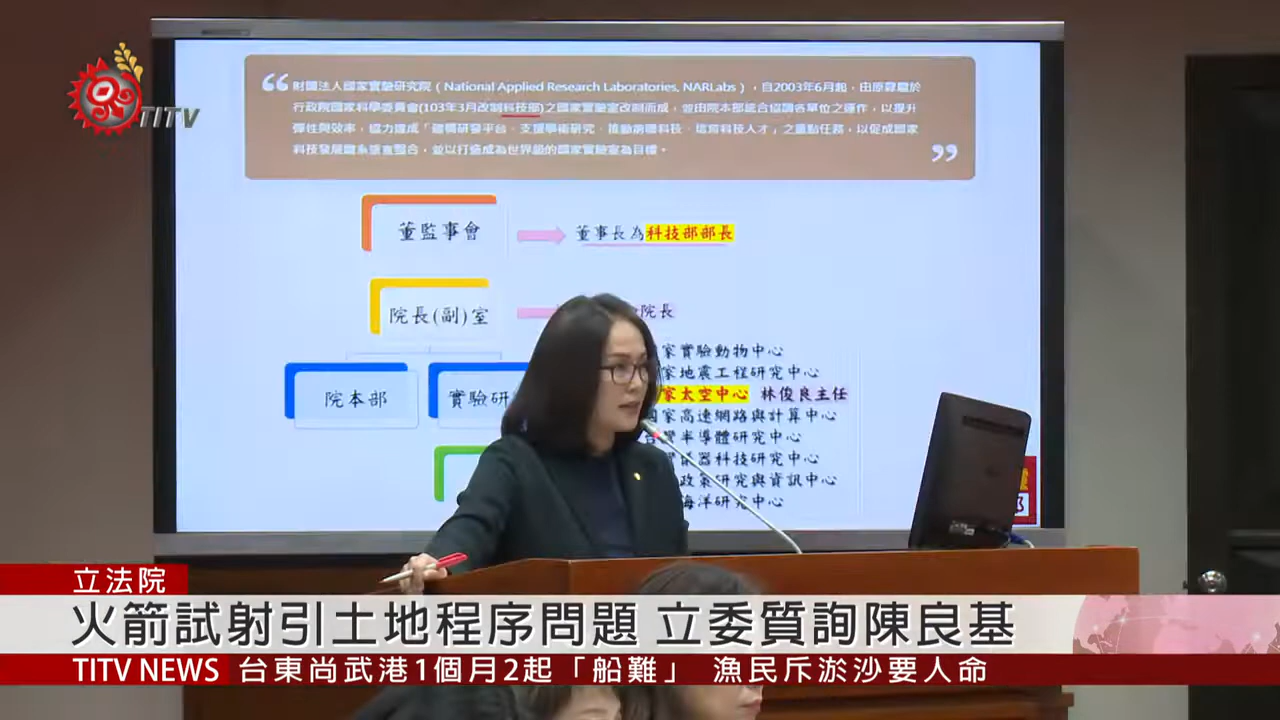 TITV
財團法人國家實驗研究院（National Applied Research Laboratories, NARLabs），自2003年6月起，由原隸屬於
行政院國家科學委員會(103年3月改制科技部)之國家實驗室改制而成，並由院本部統合協調各單位之運作，以提升
彈性與效率，協力達成「建構研發平台、支援學術研究、推動前瞻科技、培育科技人才」之重點任務，以促成國家
科技發展體系垂直整合，並以打造成為世界級的國家實驗室為目標。
董監事會
董事長為科技部部長
院長(副)室
院長
家實驗動物中心
院本部
實驗研
家地震工程研究中心
家太空中心 林俊良主任
國家高速網路與計算中心
台灣半導體研究中心
儀器科技研究中心
政策研究與資訊中心
海洋研究中心
立法院
火箭試射引土地程序問題 立委質詢陳良基
TITV NEWS 台東尚武港1個月2起「船難」 漁民斥淤沙要人命